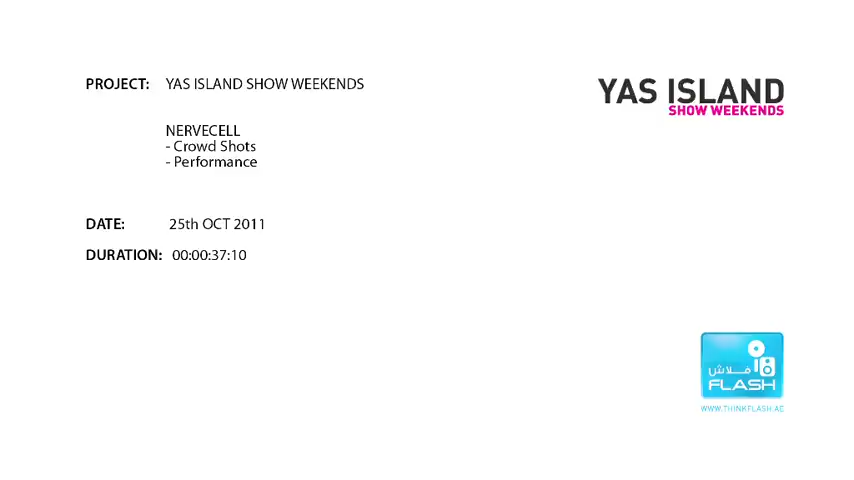 PROJECT: YAS ISLAND SHOW WEEKENDS
YAS ISLAND
SHOW WEEKENDS
NERVECELL
- Crowd Shots
- Performance
DATE: 25th OCT 2011
DURATION: 00:00:37:10
فلاش
FLASH
WWW.THINKFLASH.AE